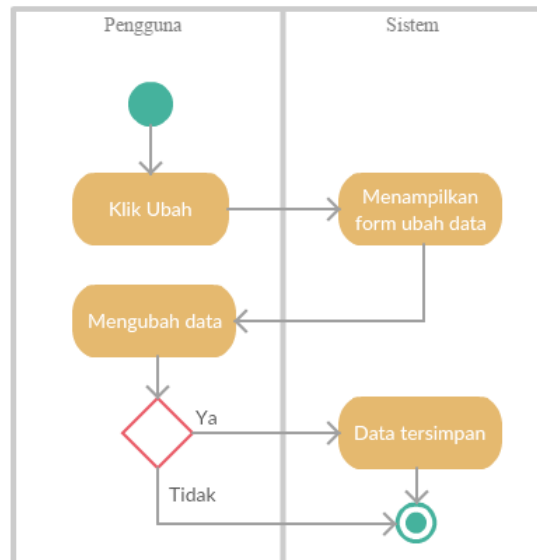 Pengguna
Sistem
Klik Ubah
Menampilkan
form ubah data
Mengubah data
Ya
Data tersimpan
Tidak